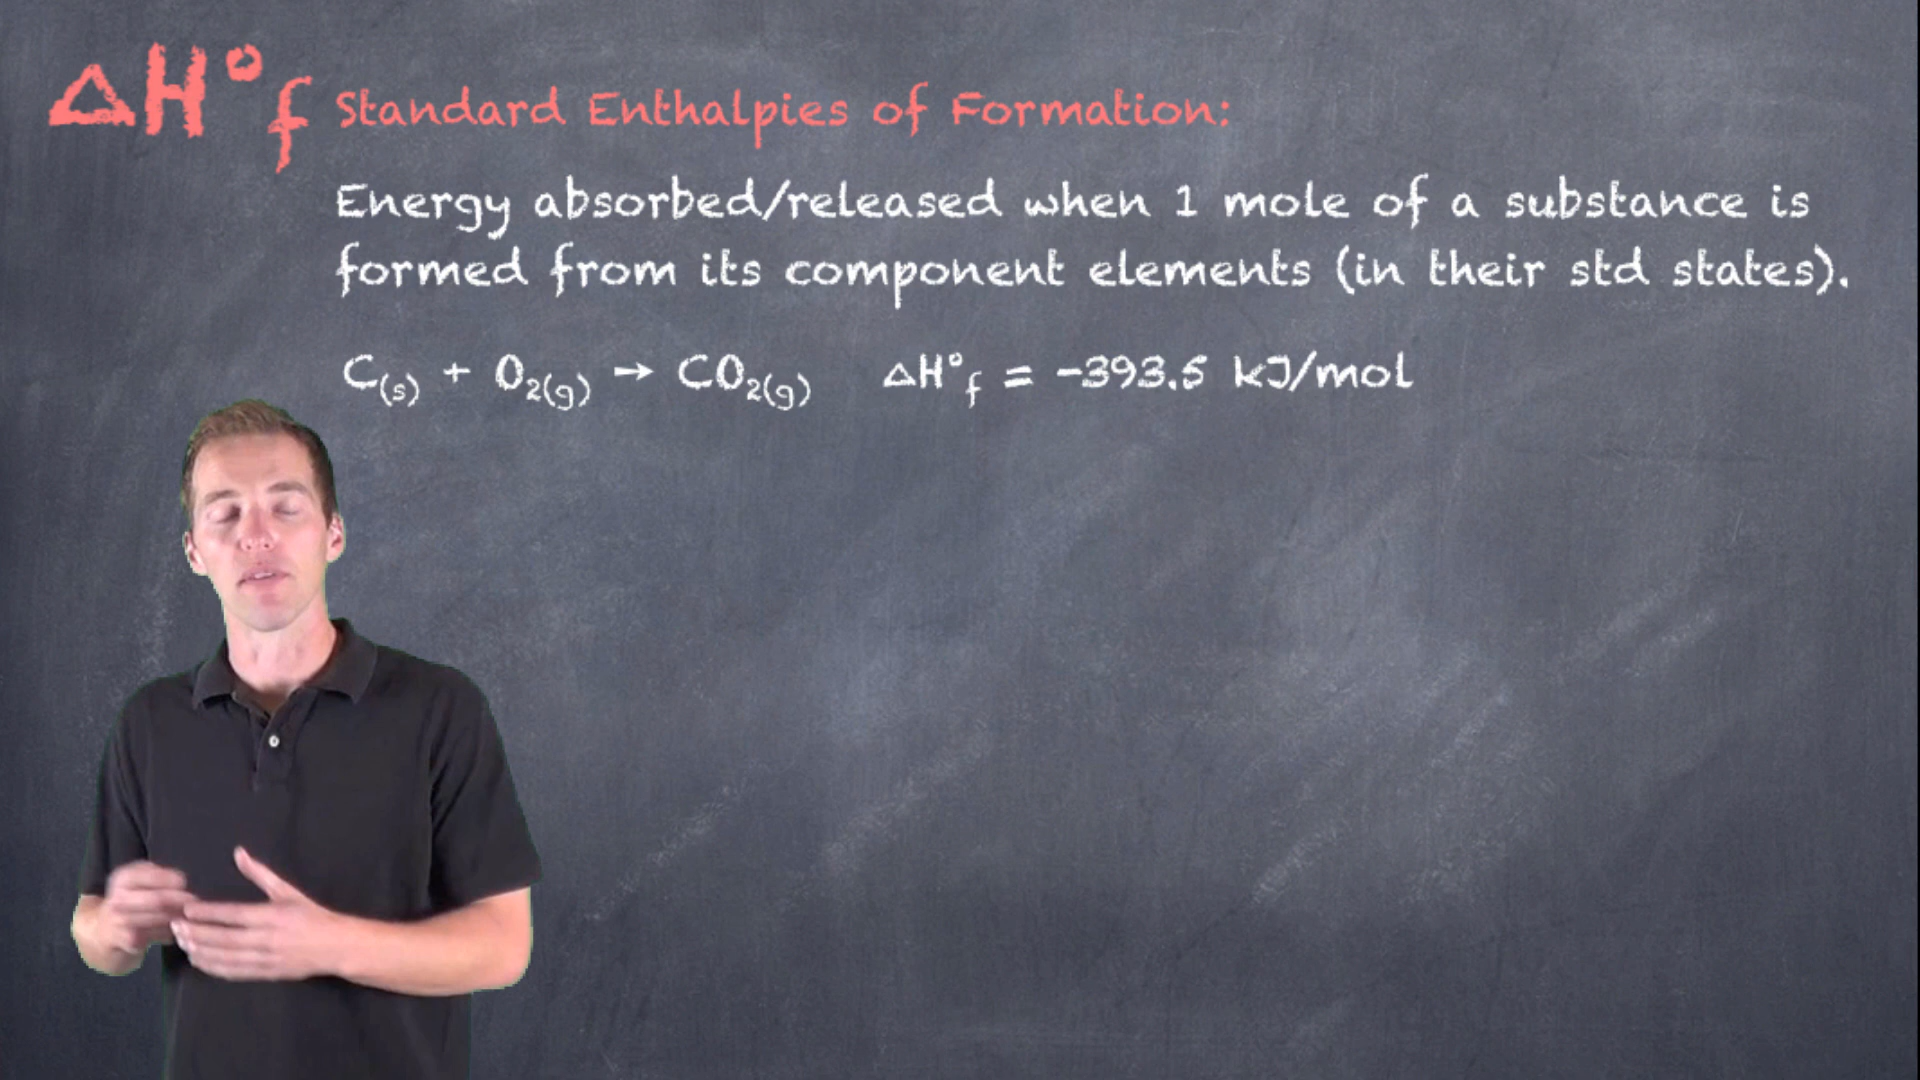 ΔH°f Standard Enthalpies of Formation:
Energy absorbed/released when 1 mole of a substance is
formed from its component elements (in their std states).
C(s) + O2(g) → CO2(g) ΔH°f = -393.5 kJ/mol